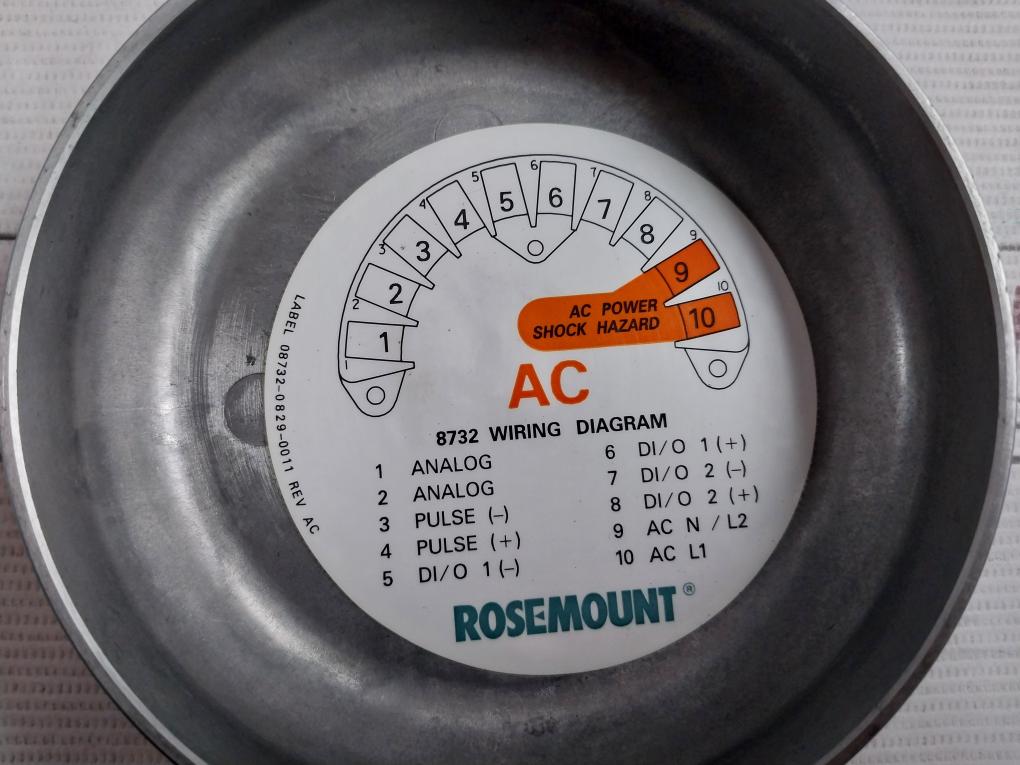 1 2 3 4 5 6 7 8 9 10
1 2 3 4 5 6 7 8 9 10
AC POWER
SHOCK HAZARD
AC
8732 WIRING DIAGRAM
1 ANALOG
2 ANALOG
3 PULSE (-)
4 PULSE (+)
5 DI/O 1 (-)
6 DI/O 1 (+)
7 DI/O 2 (-)
8 DI/O 2 (+)
9 AC N / L2
10 AC L1
ROSEMOUNT®
LABEL 08732-0829-0011 REV AC